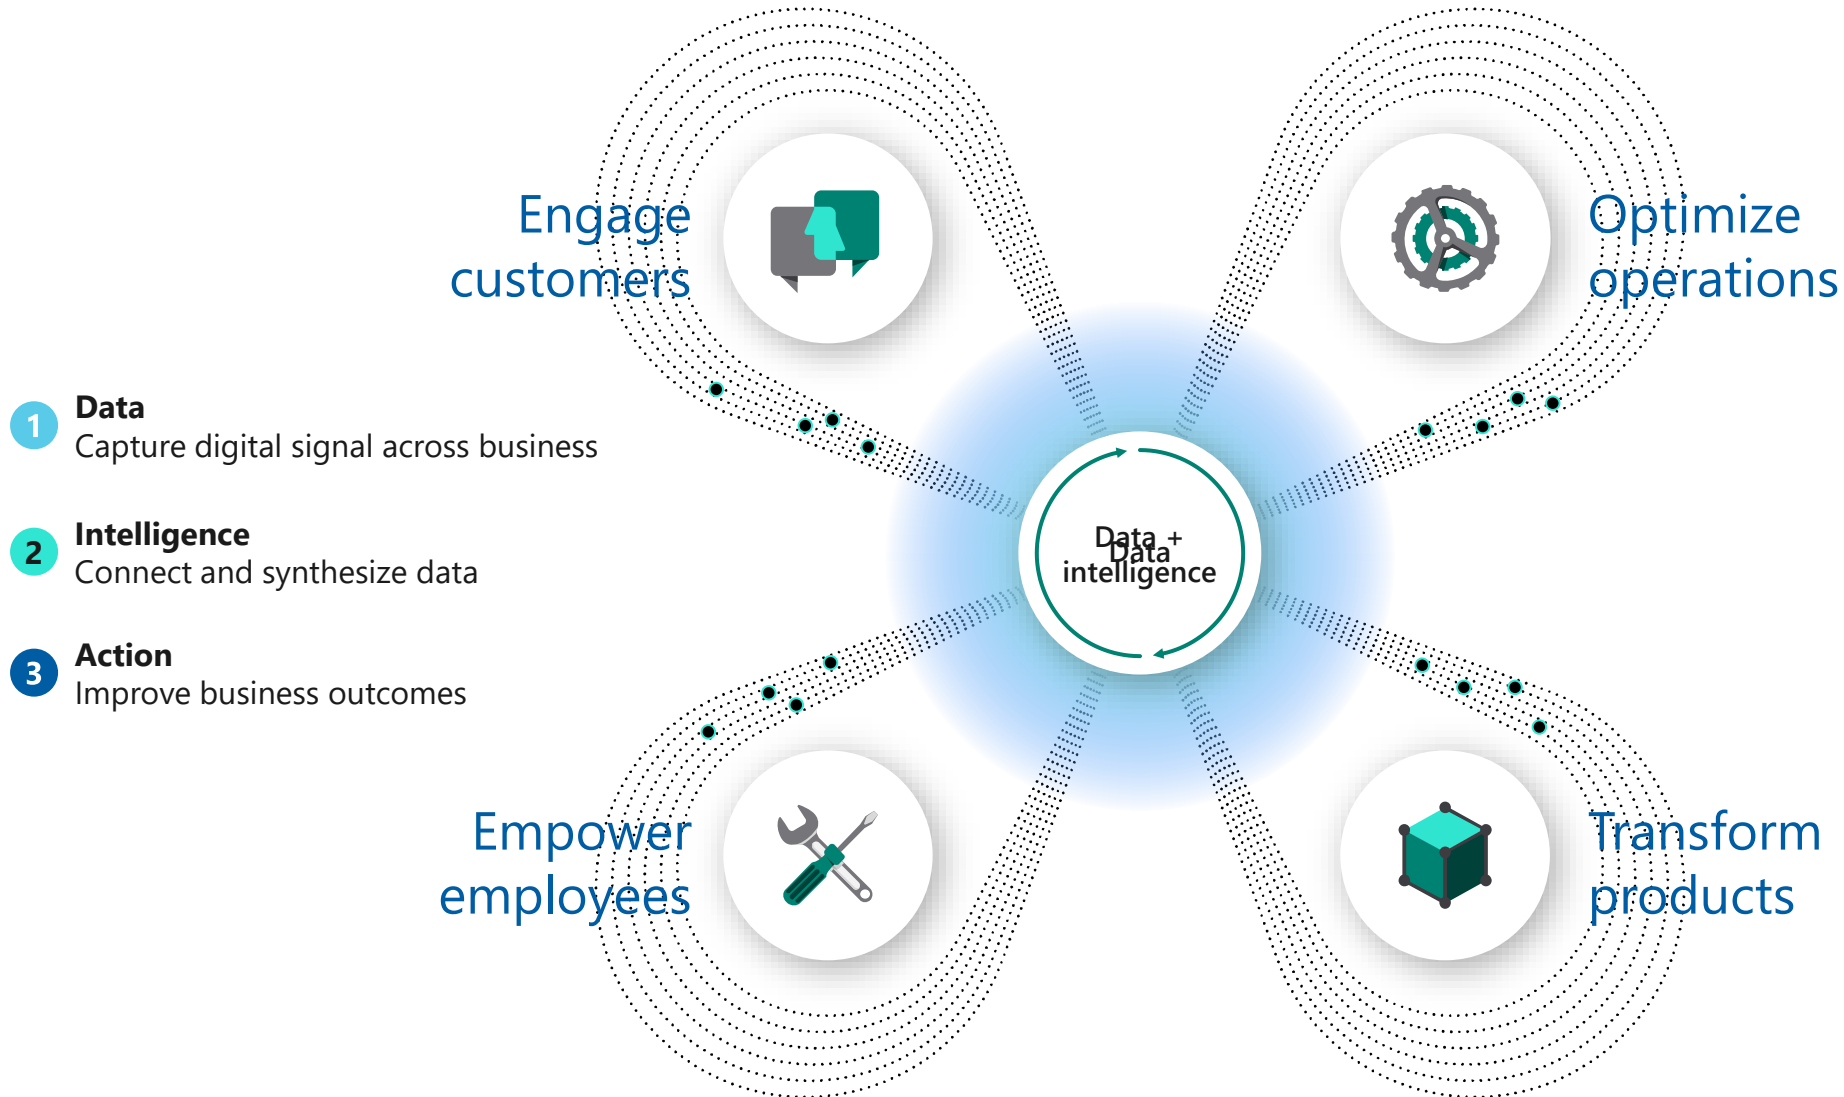 Engage
customers
Optimize
operations
1
Data
Capture digital signal across business
2
Intelligence
Connect and synthesize data
3
Action
Improve business outcomes
Data +
Data
intelligence
Empower
employees
Transform
products